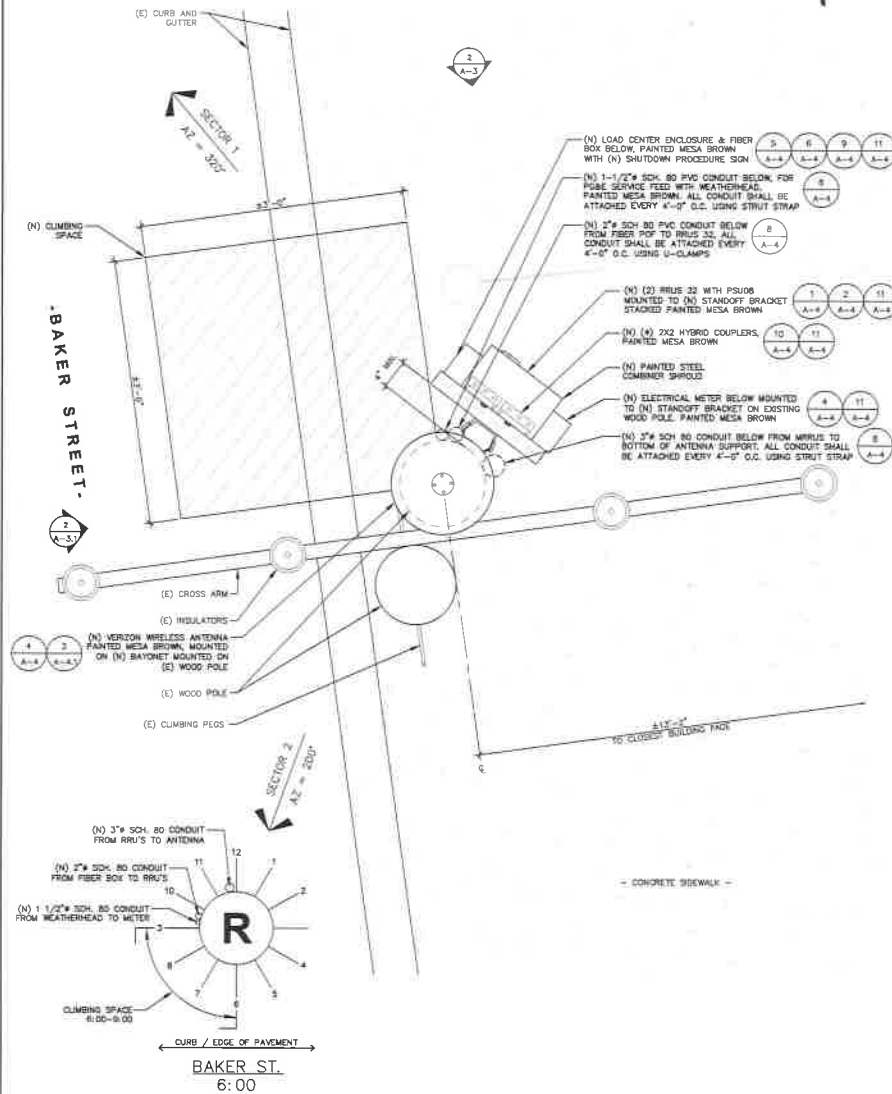 (E) CURB AND
GUTTER
2
A-3
SECTOR 1
AZ = 320°
(N) CLIMBING
SPACE
±3'-0"
- BAKER STREET -
2
A-3.1
(N) LOAD CENTER ENCLOSURE & FIBER
BOX BELOW, PAINTED MESA BROWN
WITH (N) SHUTDOWN PROCEDURE SIGN
5 A-4
6 A-4
9 A-4
11 A-4
(N) 1-1/2"ø SCH. 80 PVC CONDUIT BELOW, FOR
PG&E SERVICE FEED WITH WEATHERHEAD,
PAINTED MESA BROWN. ALL CONDUIT SHALL BE
ATTACHED EVERY 4'-0" O.C. USING STRUT STRAP
8 A-4
(N) 2"ø SCH 80 PVC CONDUIT BELOW
FROM FIBER POF TO RRUS 32, ALL
CONDUIT SHALL BE ATTACHED EVERY
4'-0" O.C. USING U-CLAMPS
8 A-4
(N) (2) RRUS 32 WITH PSU08
MOUNTED TO (N) STANDOFF BRACKET
STACKED PAINTED MESA BROWN
1 A-4
2 A-4
11 A-4
(N) (4) 2X2 HYBRID COUPLERS,
PAINTED MESA BROWN
10 A-4
11 A-4
(N) PAINTED STEEL
COMBINER SHROUD
(N) ELECTRICAL METER BELOW MOUNTED
TO (N) STANDOFF BRACKET ON EXISTING
WOOD POLE, PAINTED MESA BROWN
4 A-4
11 A-4
(N) 3"ø SCH 80 CONDUIT BELOW FROM MRRUS TO
BOTTOM OF ANTENNA SUPPORT. ALL CONDUIT SHALL
BE ATTACHED EVERY 4'-0" O.C. USING STRUT STRAP
8 A-4
4" MIN.
(E) CROSS ARM
(E) INSULATORS
4 A-4
3 A-4.1
(N) VERIZON WIRELESS ANTENNA
PAINTED MESA BROWN, MOUNTED
ON (N) BAYONET MOUNTED ON
(E) WOOD POLE
(E) WOOD POLE
(E) CLIMBING PEGS
±13'-2"
TO CLOSEST BUILDING FACE
SECTOR 2
AZ = 200°
(N) 3"ø SCH. 80 CONDUIT
FROM RRU'S TO ANTENNA
(N) 2"ø SCH. 80 CONDUIT
FROM FIBER BOX TO RRU'S
(N) 1 1/2"ø SCH. 80 CONDUIT
FROM WEATHERHEAD TO METER
12
11
1
10
2
R
3
8
4
7
6
5
- CONCRETE SIDEWALK -
CLIMBING SPACE
6:00-9:00
CURB / EDGE OF PAVEMENT
BAKER ST.
6:00